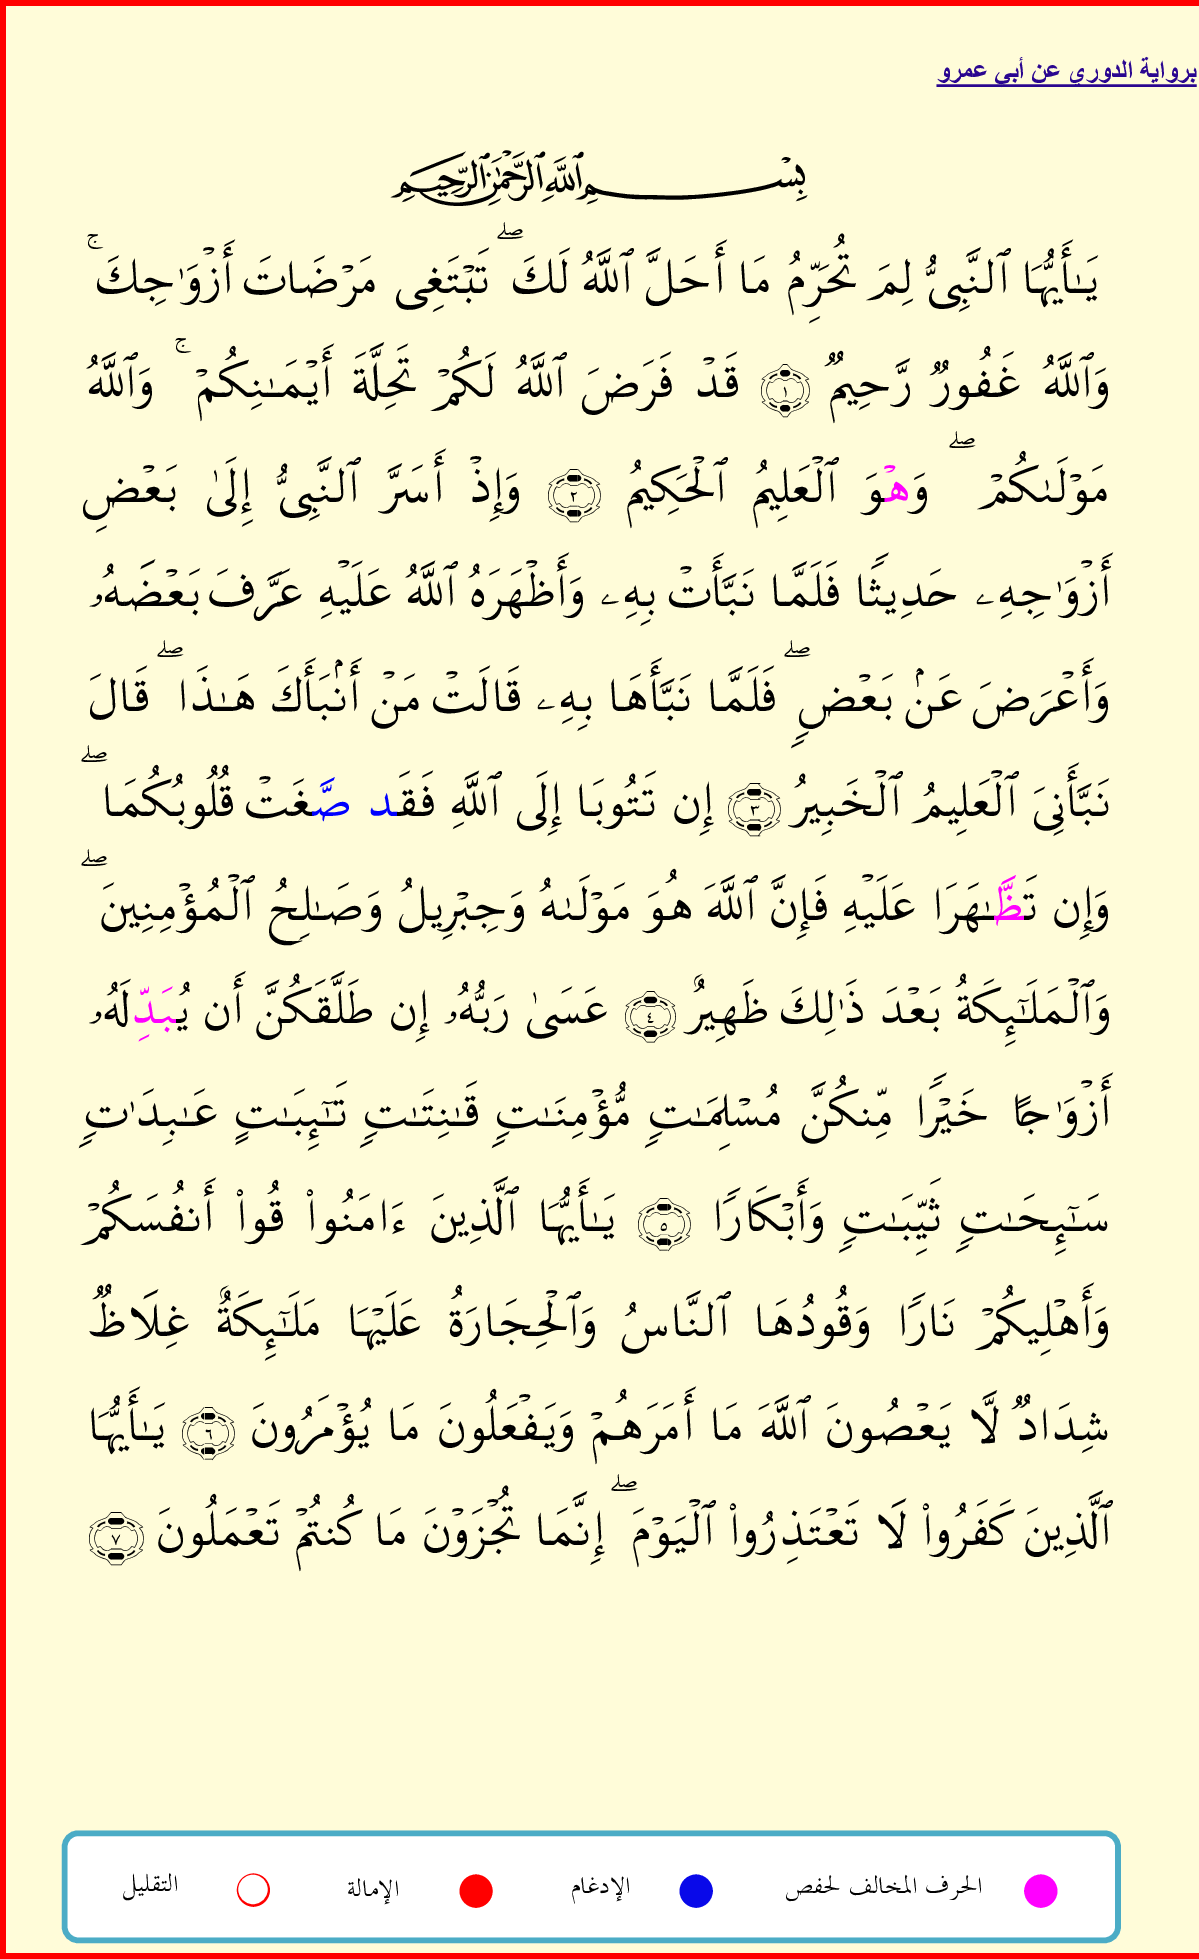 برواية الدوري عن أبي عمرو
بِسْمِ ٱللَّهِ ٱلرَّحْمَٰنِ ٱلرَّحِيمِ
يَـٰٓأَيُّهَا ٱلنَّبِىُّ لِمَ تُحَرِّمُ مَا أَحَلَّ ٱللَّهُ لَكَ ۖ تَبْتَغِى مَرْضَاتَ أَزْوَٰجِكَ ۚ
وَٱللَّهُ غَفُورٌ رَّحِيمٌ ١ قَدْ فَرَضَ ٱللَّهُ لَكُمْ تَحِلَّةَ أَيْمَـٰنِكُمْ ۚ وَٱللَّهُ
مَوْلَىٰكُمْ ۖ وَهْوَ ٱلْعَلِيمُ ٱلْحَكِيمُ ٢ وَإِذْ أَسَرَّ ٱلنَّبِىُّ إِلَىٰ بَعْضِ
أَزْوَٰجِهِۦ حَدِيثًا فَلَمَّا نَبَّأَتْ بِهِۦ وَأَظْهَرَهُ ٱللَّهُ عَلَيْهِ عَرَّفَ بَعْضَهُۥ
وَأَعْرَضَ عَنۢ بَعْضٍ ۖ فَلَمَّا نَبَّأَهَا بِهِۦ قَالَتْ مَنْ أَنۢبَأَكَ هَـٰذَا ۖ قَالَ
نَبَّأَنِىَ ٱلْعَلِيمُ ٱلْخَبِيرُ ٣ إِن تَتُوبَا إِلَى ٱللَّهِ فَقَد صَّغَتْ قُلُوبُكُمَا ۖ
وَإِن تَظَّـٰهَرَا عَلَيْهِ فَإِنَّ ٱللَّهَ هُوَ مَوْلَىٰهُ وَجِبْرِيلُ وَصَـٰلِحُ ٱلْمُؤْمِنِينَ ۖ
وَٱلْمَلَـٰٓئِكَةُ بَعْدَ ذَٰلِكَ ظَهِيرٌ ٤ عَسَىٰ رَبُّهُۥ إِن طَلَّقَكُنَّ أَن يُبَدِّلَهُۥ
أَزْوَٰجًا خَيْرًا مِّنكُنَّ مُسْلِمَـٰتٍ مُّؤْمِنَـٰتٍ قَـٰنِتَـٰتٍ تَـٰٓئِبَـٰتٍ عَـٰبِدَٰتٍ
سَـٰٓئِحَـٰتٍ ثَيِّبَـٰتٍ وَأَبْكَارًا ٥ يَـٰٓأَيُّهَا ٱلَّذِينَ ءَامَنُوا۟ قُوا۟ أَنفُسَكُمْ
وَأَهْلِيكُمْ نَارًا وَقُودُهَا ٱلنَّاسُ وَٱلْحِجَارَةُ عَلَيْهَا مَلَـٰٓئِكَةٌ غِلَاظٌ
شِدَادٌ لَّا يَعْصُونَ ٱللَّهَ مَا أَمَرَهُمْ وَيَفْعَلُونَ مَا يُؤْمَرُونَ ٦ يَـٰٓأَيُّهَا
ٱلَّذِينَ كَفَرُوا۟ لَا تَعْتَذِرُوا۟ ٱلْيَوْمَ ۖ إِنَّمَا تُجْزَوْنَ مَا كُنتُمْ تَعْمَلُونَ ٧
الحرف المخالف لحفص الإدغام الإمالة التقليل